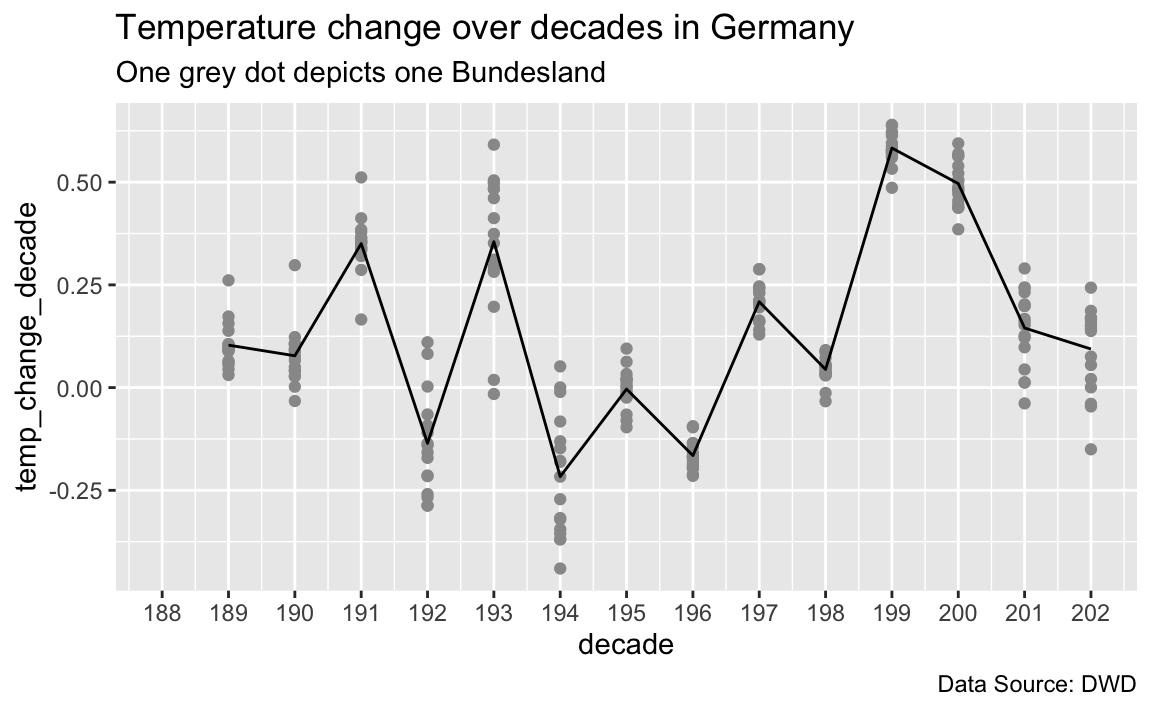 Temperature change over decades in Germany
One grey dot depicts one Bundesland
temp_change_decade
0.50
0.25
0.00
-0.25
188 189 190 191 192 193 194 195 196 197 198 199 200 201 202
decade
Data Source: DWD